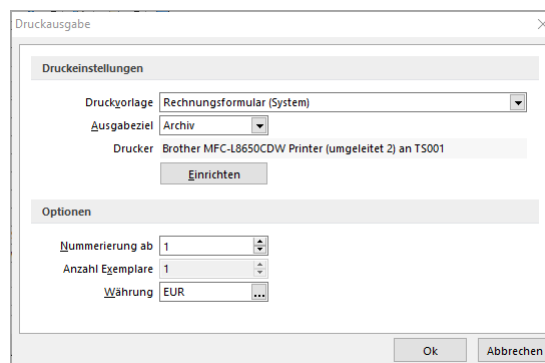 Druckausgabe
Druckeinstellungen
Druckvorlage Rechnungsformular (System)
Ausgabeziel Archiv
Drucker Brother MFC-L8650CDW Printer (umgeleitet 2) an TS001
Einrichten
Optionen
Nummerierung ab 1
Anzahl Exemplare 1
Währung EUR ...
Ok Abbrechen